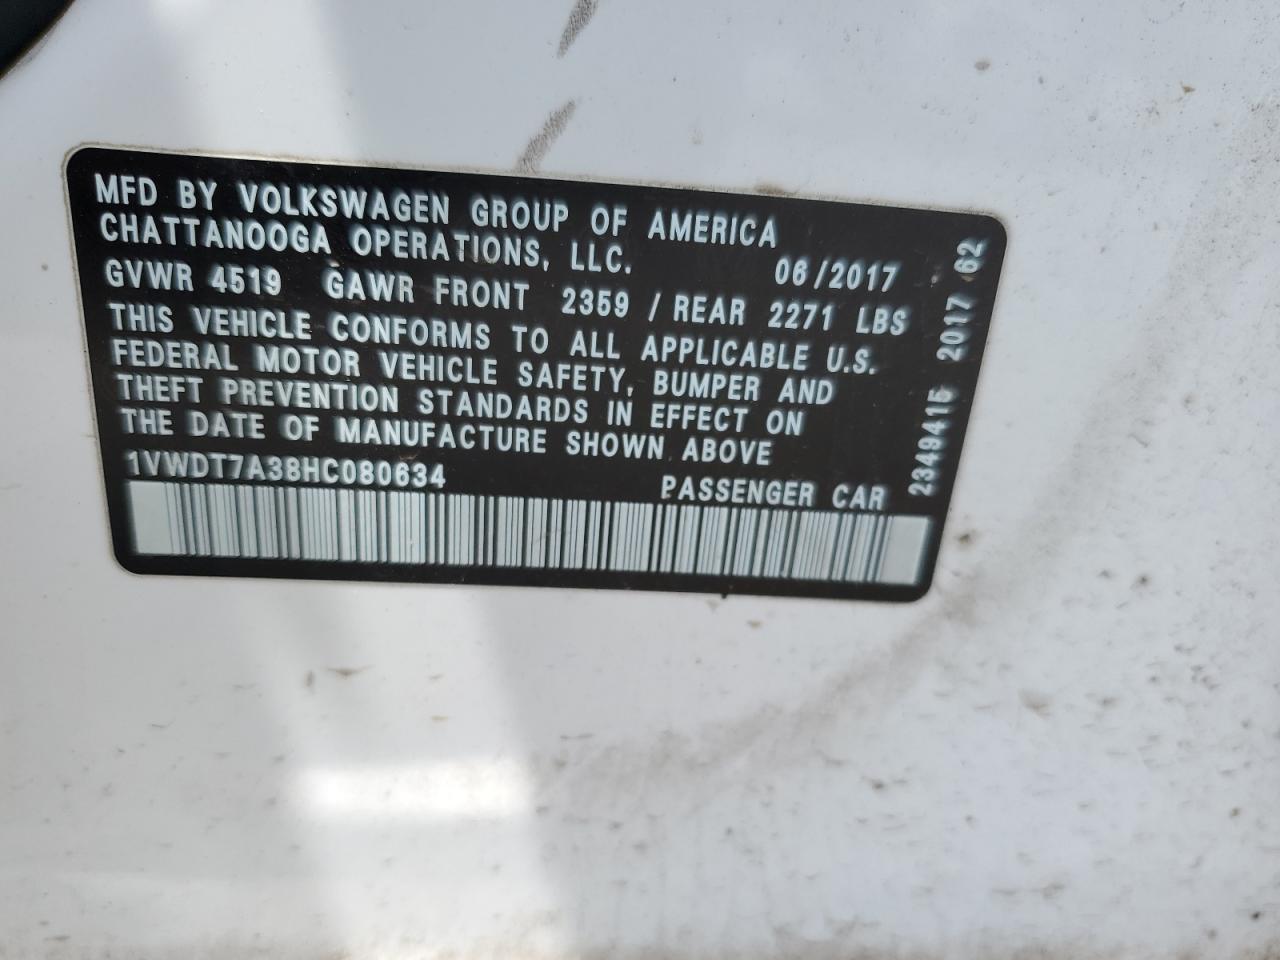 MFD BY VOLKSWAGEN GROUP OF AMERICA
CHATTANOOGA OPERATIONS, LLC. 06/2017
GVWR 4519 GAWR FRONT 2359 / REAR 2271 LBS
THIS VEHICLE CONFORMS TO ALL APPLICABLE U.S.
FEDERAL MOTOR VEHICLE SAFETY, BUMPER AND
THEFT PREVENTION STANDARDS IN EFFECT ON
THE DATE OF MANUFACTURE SHOWN ABOVE
1VWDT7A38HC080634 PASSENGER CAR
2349415 2017 62